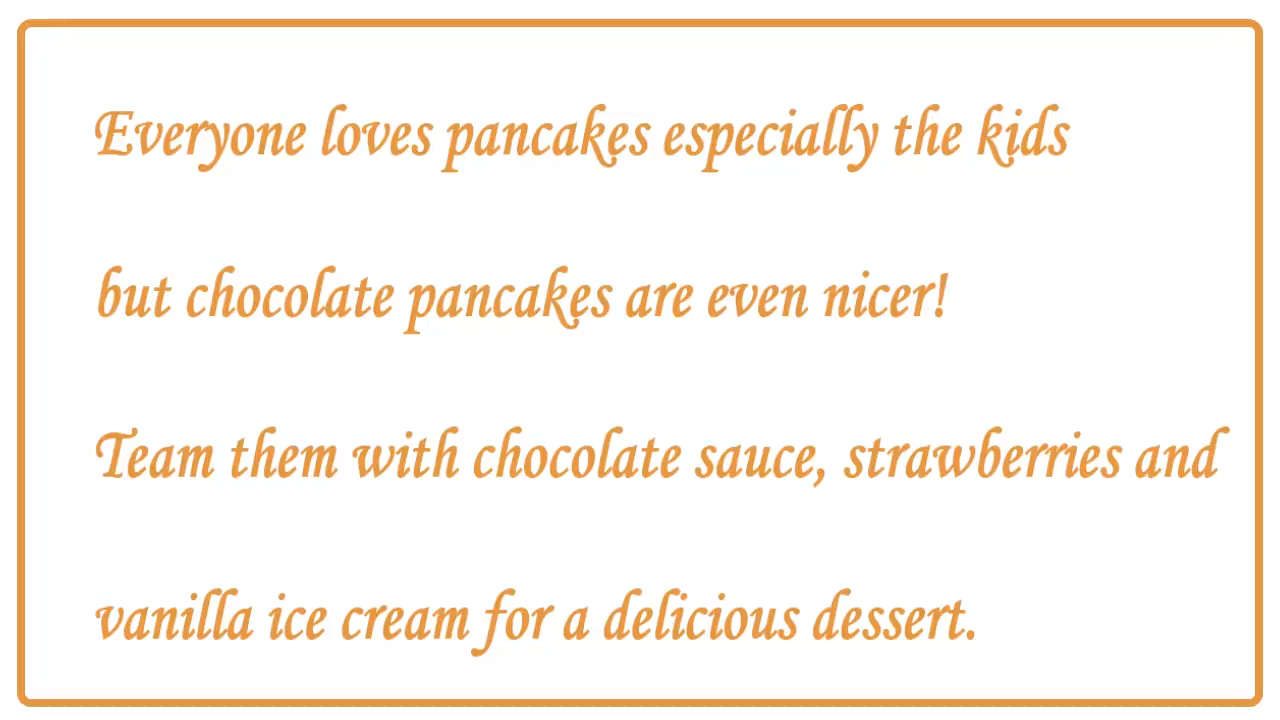 Everyone loves pancakes especially the kids
but chocolate pancakes are even nicer!
Team them with chocolate sauce, strawberries and
vanilla ice cream for a delicious dessert.